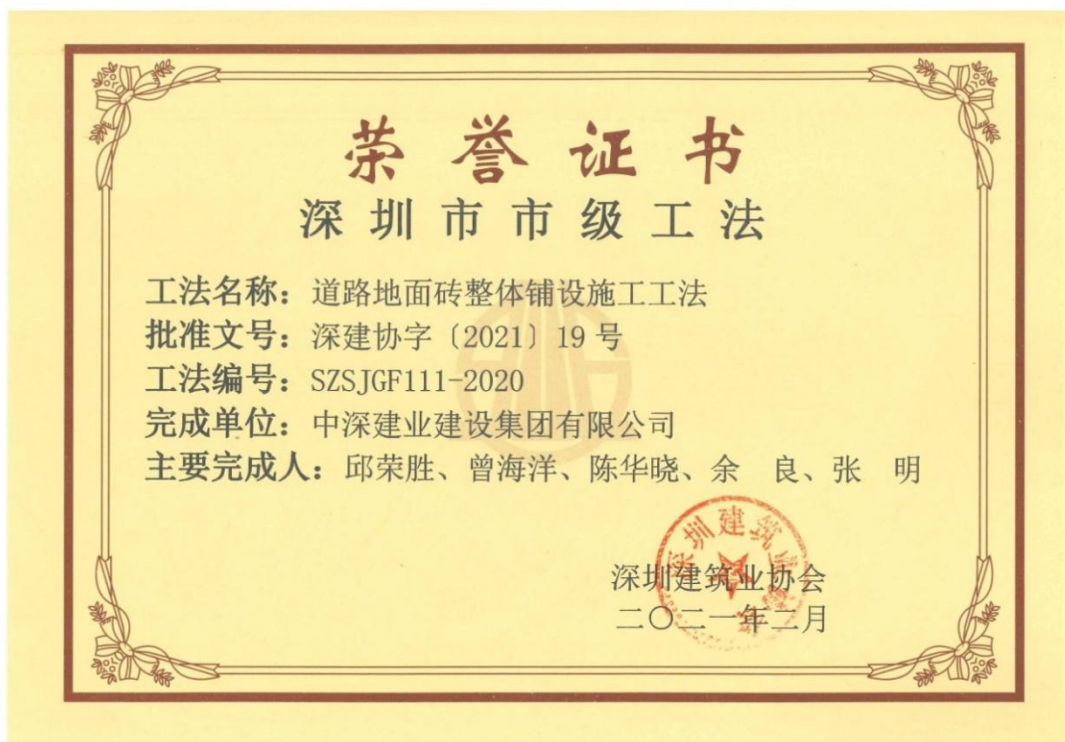 荣誉证书
深圳市市级工法
工法名称：道路地面砖整体铺设施工工法
批准文号：深建协字〔2021〕19号
工法编号：SZSJGF111-2020
完成单位：中深建业建设集团有限公司
主要完成人：邱荣胜、曾海洋、陈华晓、余　良、张　明
深圳建筑业协会
二〇二一年二月